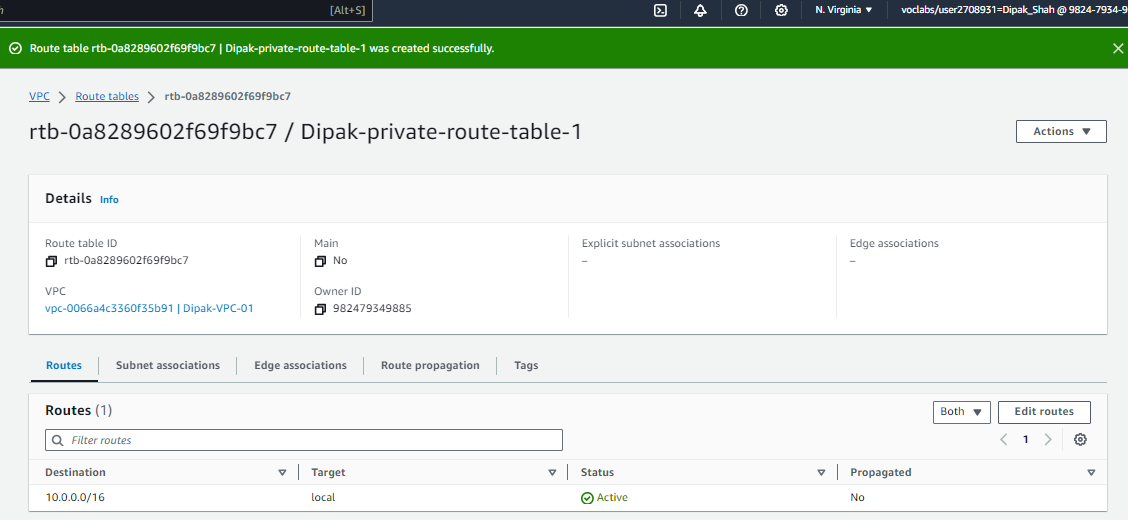 [Alt+S] N. Virginia voclabs/user2708931=Dipak_Shah @ 9824-7934-9
Route table rtb-0a8289602f69f9bc7 | Dipak-private-route-table-1 was created successfully.
VPC Route tables rtb-0a8289602f69f9bc7
rtb-0a8289602f69f9bc7 / Dipak-private-route-table-1
Actions
Details Info
Route table ID Main Explicit subnet associations Edge associations
rtb-0a8289602f69f9bc7 No – –
VPC Owner ID
vpc-0066a4c3360f35b91 | Dipak-VPC-01 982479349885
Routes Subnet associations Edge associations Route propagation Tags
Routes (1) Both Edit routes
Filter routes 1
Destination Target Status Propagated
10.0.0.0/16 local Active No